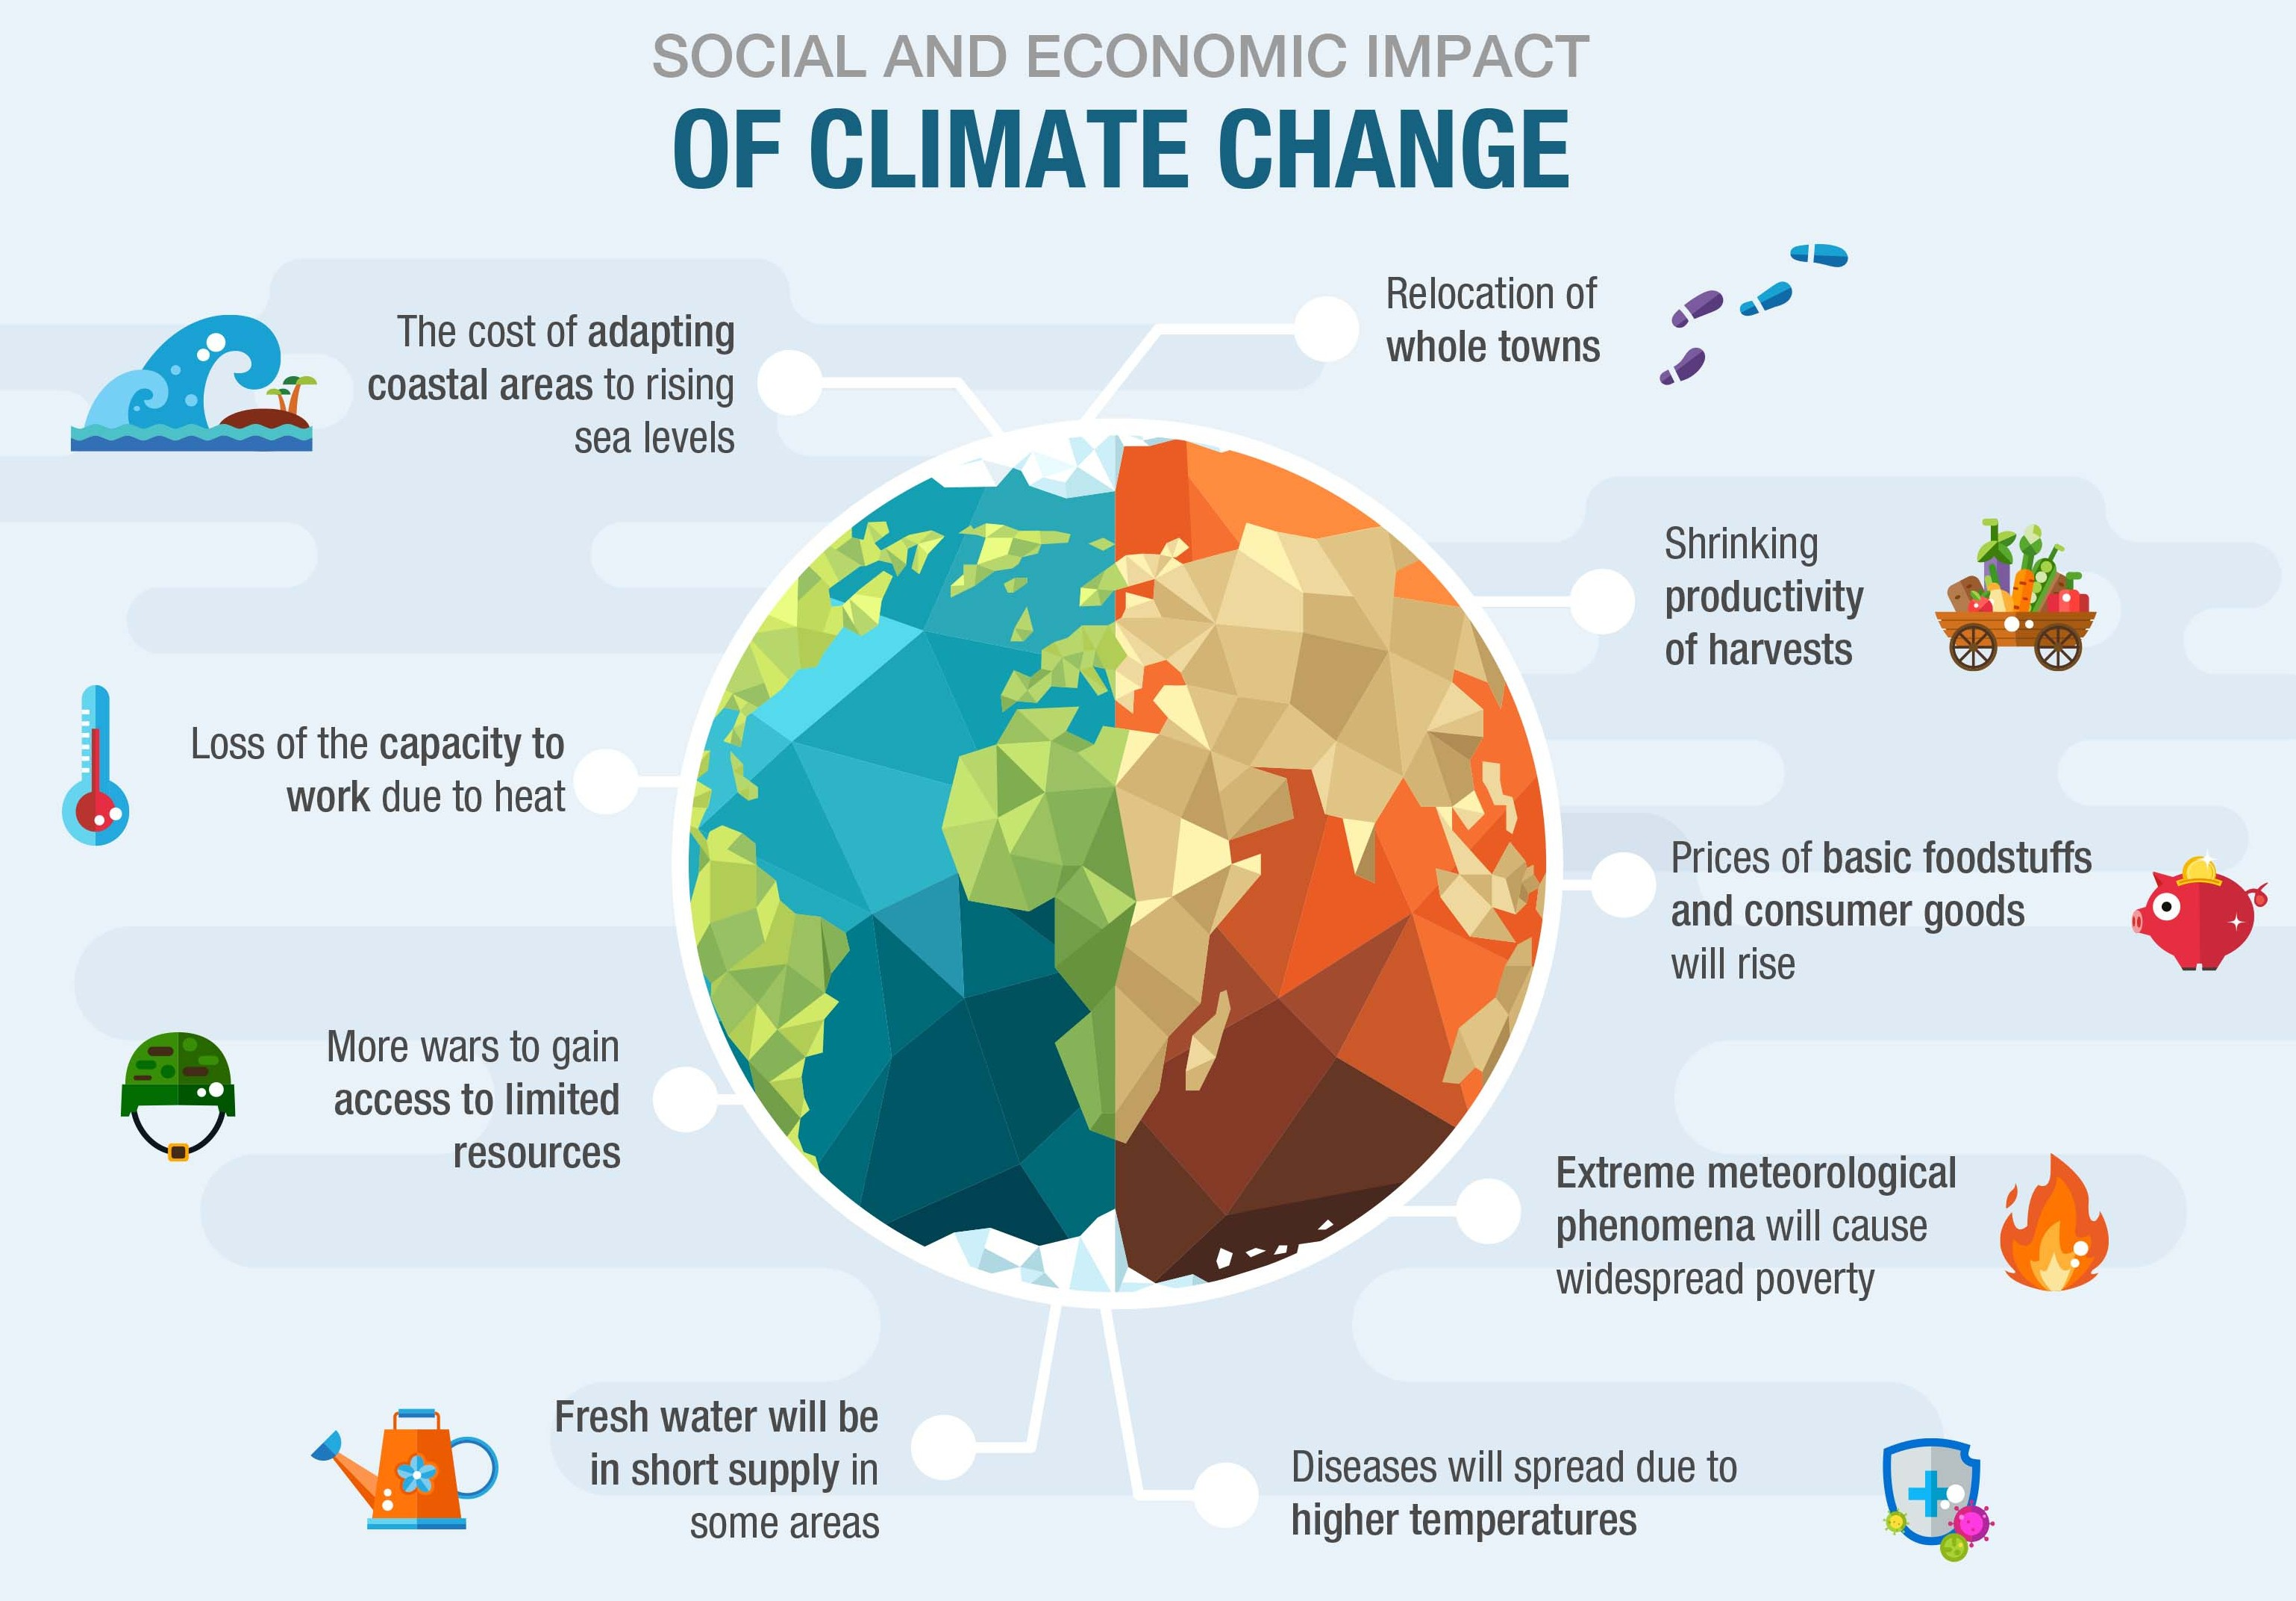 SOCIAL AND ECONOMIC IMPACT
OF CLIMATE CHANGE
The cost of adapting
coastal areas to rising
sea levels
Relocation of
whole towns
Shrinking
productivity
of harvests
Loss of the capacity to
work due to heat
Prices of basic foodstuffs
and consumer goods
will rise
More wars to gain
access to limited
resources
Extreme meteorological
phenomena will cause
widespread poverty
Fresh water will be
in short supply in
some areas
Diseases will spread due to
higher temperatures